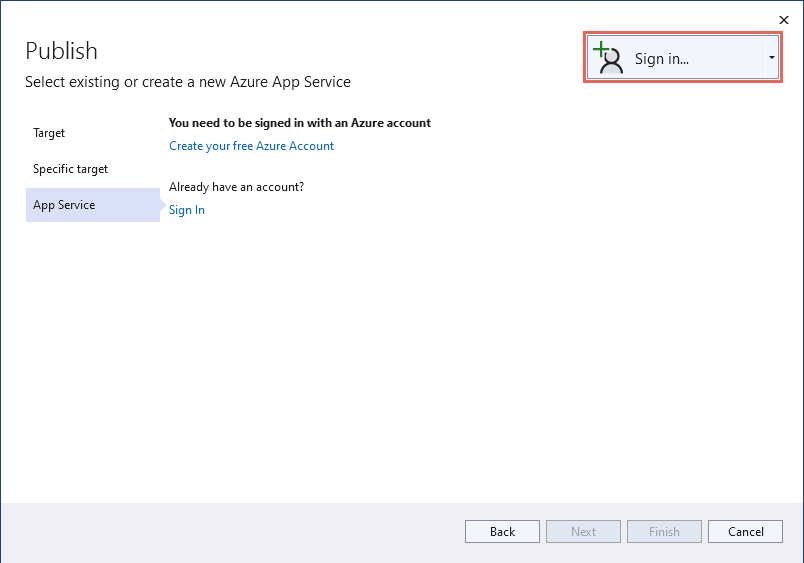 Publish
Sign in...
Select existing or create a new Azure App Service
Target
Specific target
App Service
You need to be signed in with an Azure account
Create your free Azure Account
Already have an account?
Sign In
Back
Next
Finish
Cancel